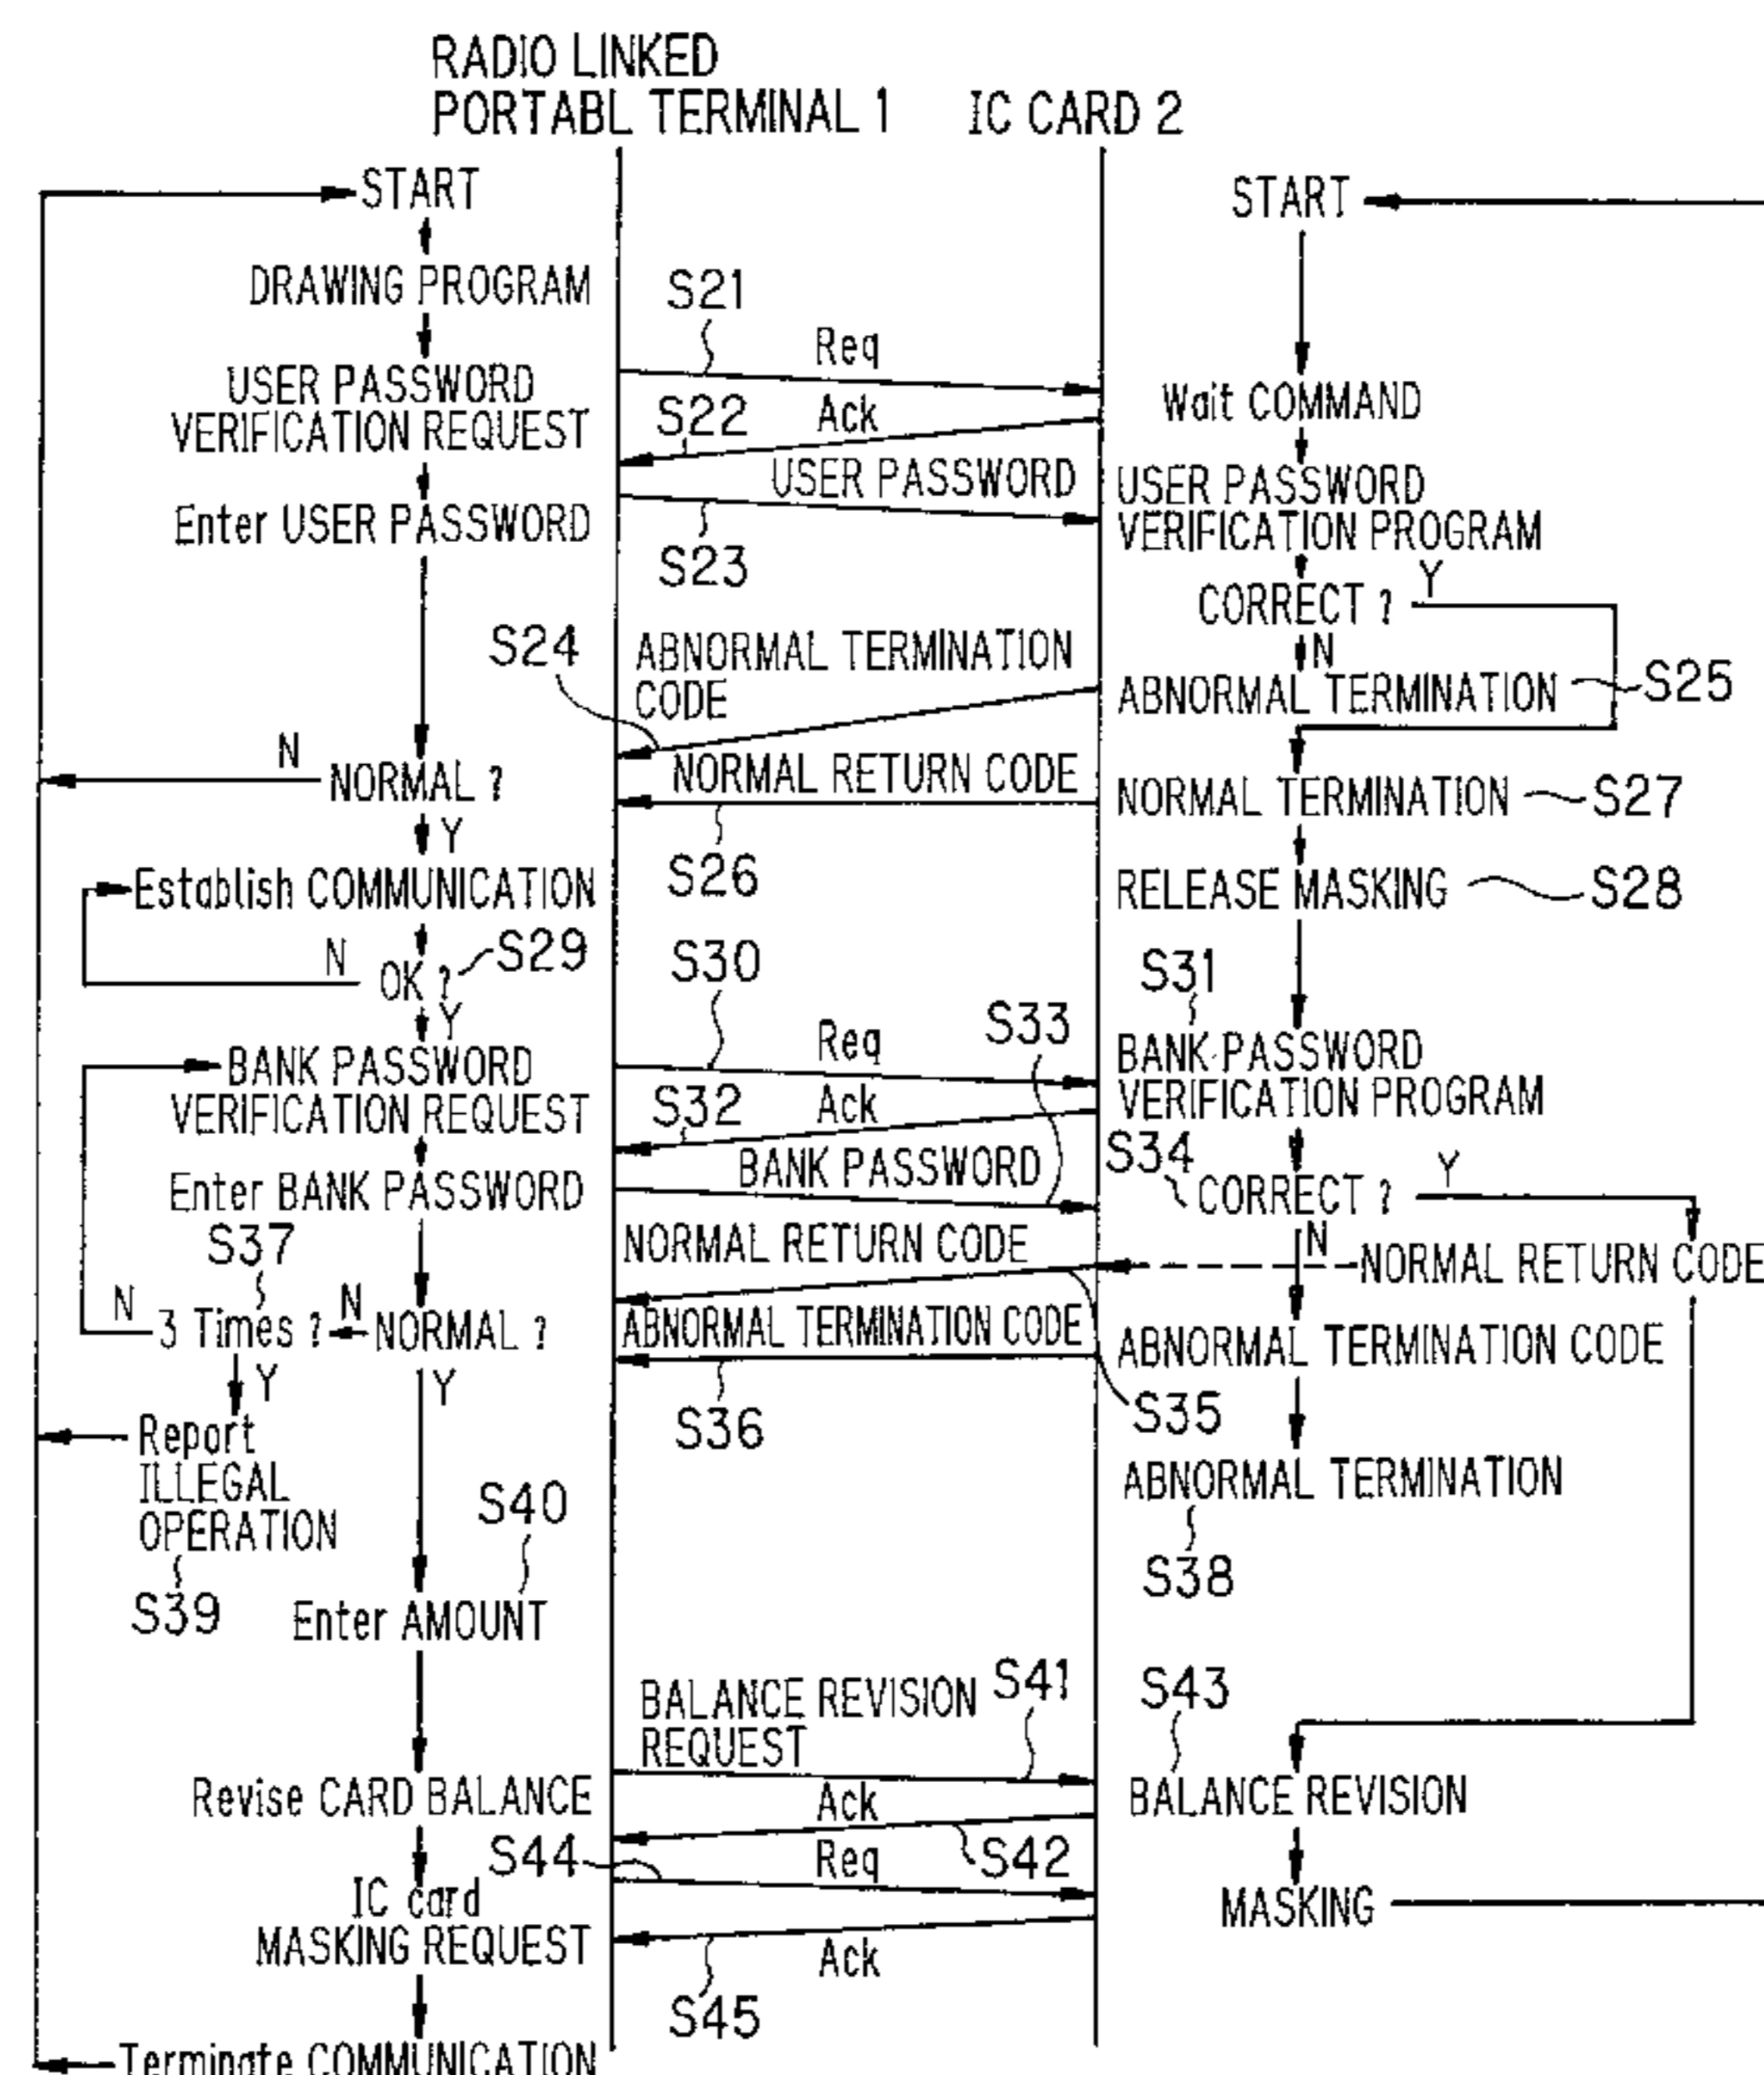 RADIO LINKED
PORTABL TERMINAL 1
IC CARD 2
START
START
DRAWING PROGRAM
S21
Req
USER PASSWORD
VERIFICATION REQUEST
S22
Ack
Wait COMMAND
USER PASSWORD
USER PASSWORD
VERIFICATION PROGRAM
Enter USER PASSWORD
S23
CORRECT ?
Y
N
S24
ABNORMAL TERMINATION
CODE
ABNORMAL TERMINATION
S25
N
NORMAL ?
Y
NORMAL RETURN CODE
NORMAL TERMINATION
S27
S26
Establish COMMUNICATION
RELEASE MASKING
S28
N
OK ?
S29
Y
S30
S33
S31
Req
BANK PASSWORD
VERIFICATION REQUEST
BANK PASSWORD
VERIFICATION PROGRAM
S32
Ack
S34
BANK PASSWORD
Enter BANK PASSWORD
CORRECT ?
Y
N
S37
NORMAL RETURN CODE
NORMAL RETURN CODE
N
3 Times ?
N
NORMAL ?
ABNORMAL TERMINATION CODE
ABNORMAL TERMINATION CODE
Y
Y
S36
S35
Report
ILLEGAL
OPERATION
S39
ABNORMAL TERMINATION
S38
S40
Enter AMOUNT
BALANCE REVISION
REQUEST
S41
S43
Revise CARD BALANCE
Ack
BALANCE REVISION
S44
Req
S42
IC card
MASKING REQUEST
MASKING
Ack
S45
Terminate COMMUNICATION